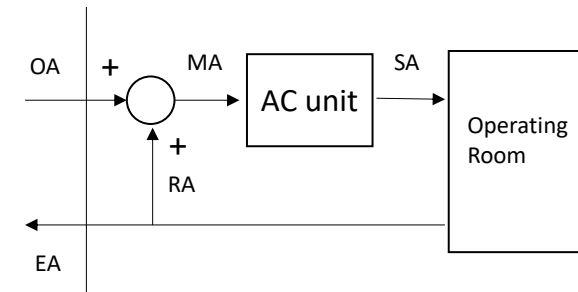 OA
+
MA
AC unit
SA
Operating
Room
+
RA
EA